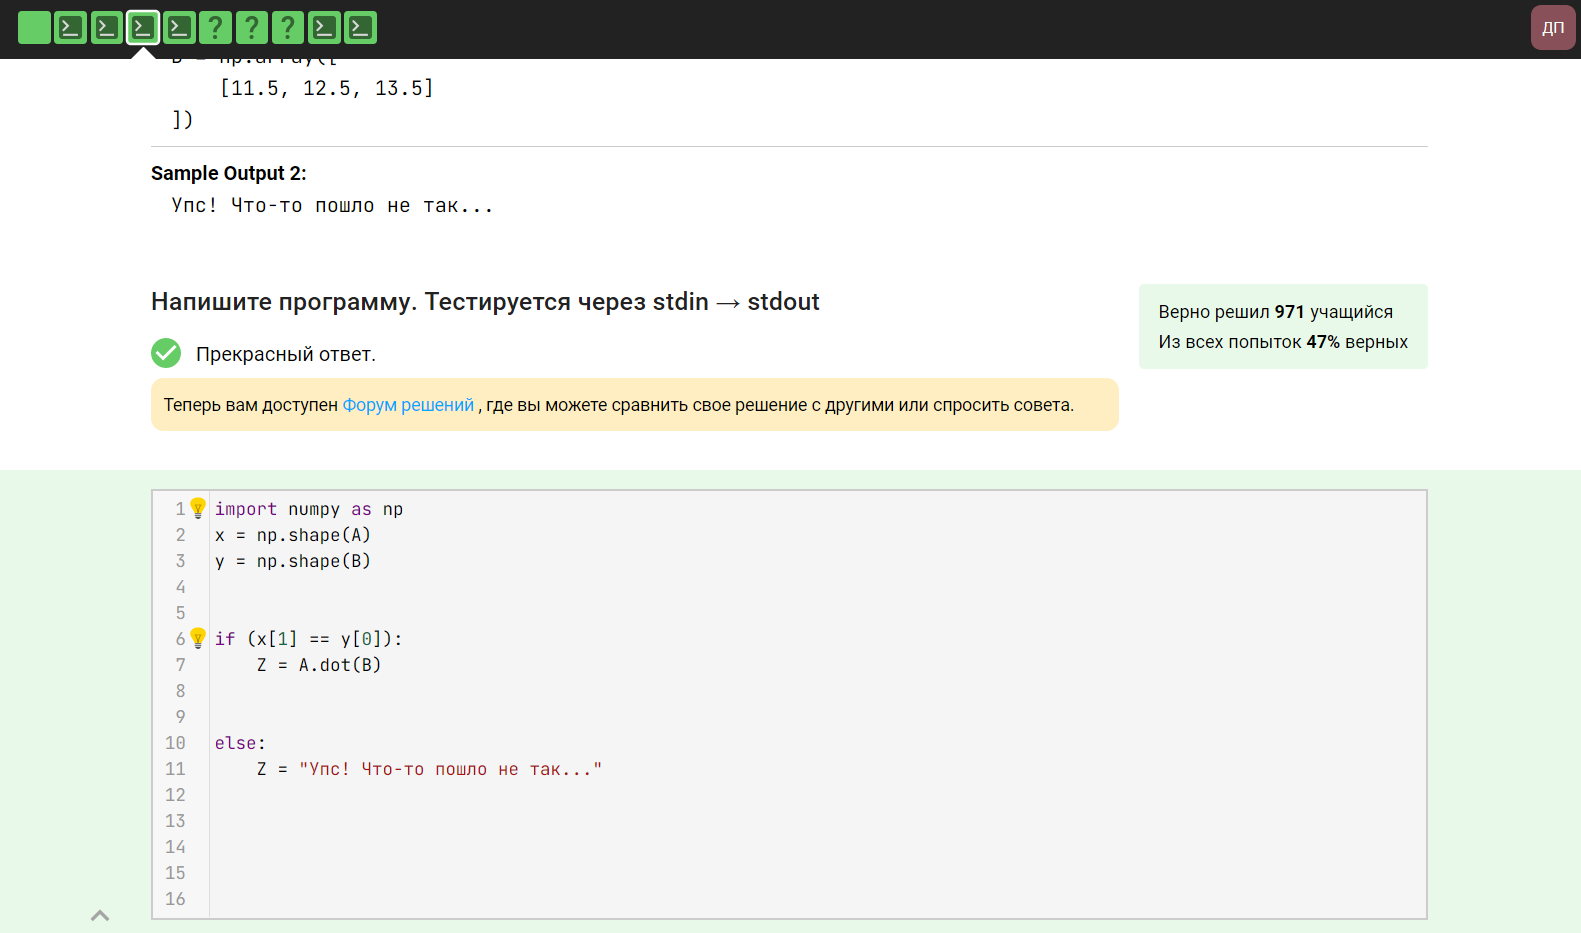 ДП
B = np.array([
[11.5, 12.5, 13.5]
])
Sample Output 2:
Упс! Что-то пошло не так...
Напишите программу. Тестируется через stdin → stdout
Верно решил 971 учащийся
Из всех попыток 47% верных
Прекрасный ответ.
Теперь вам доступен Форум решений , где вы можете сравнить свое решение с другими или спросить совета.
1 import numpy as np
2 x = np.shape(A)
3 y = np.shape(B)
4
5
6 if (x[1] == y[0]):
7 Z = A.dot(B)
8
9
10 else:
11 Z = "Упс! Что-то пошло не так..."
12
13
14
15
16